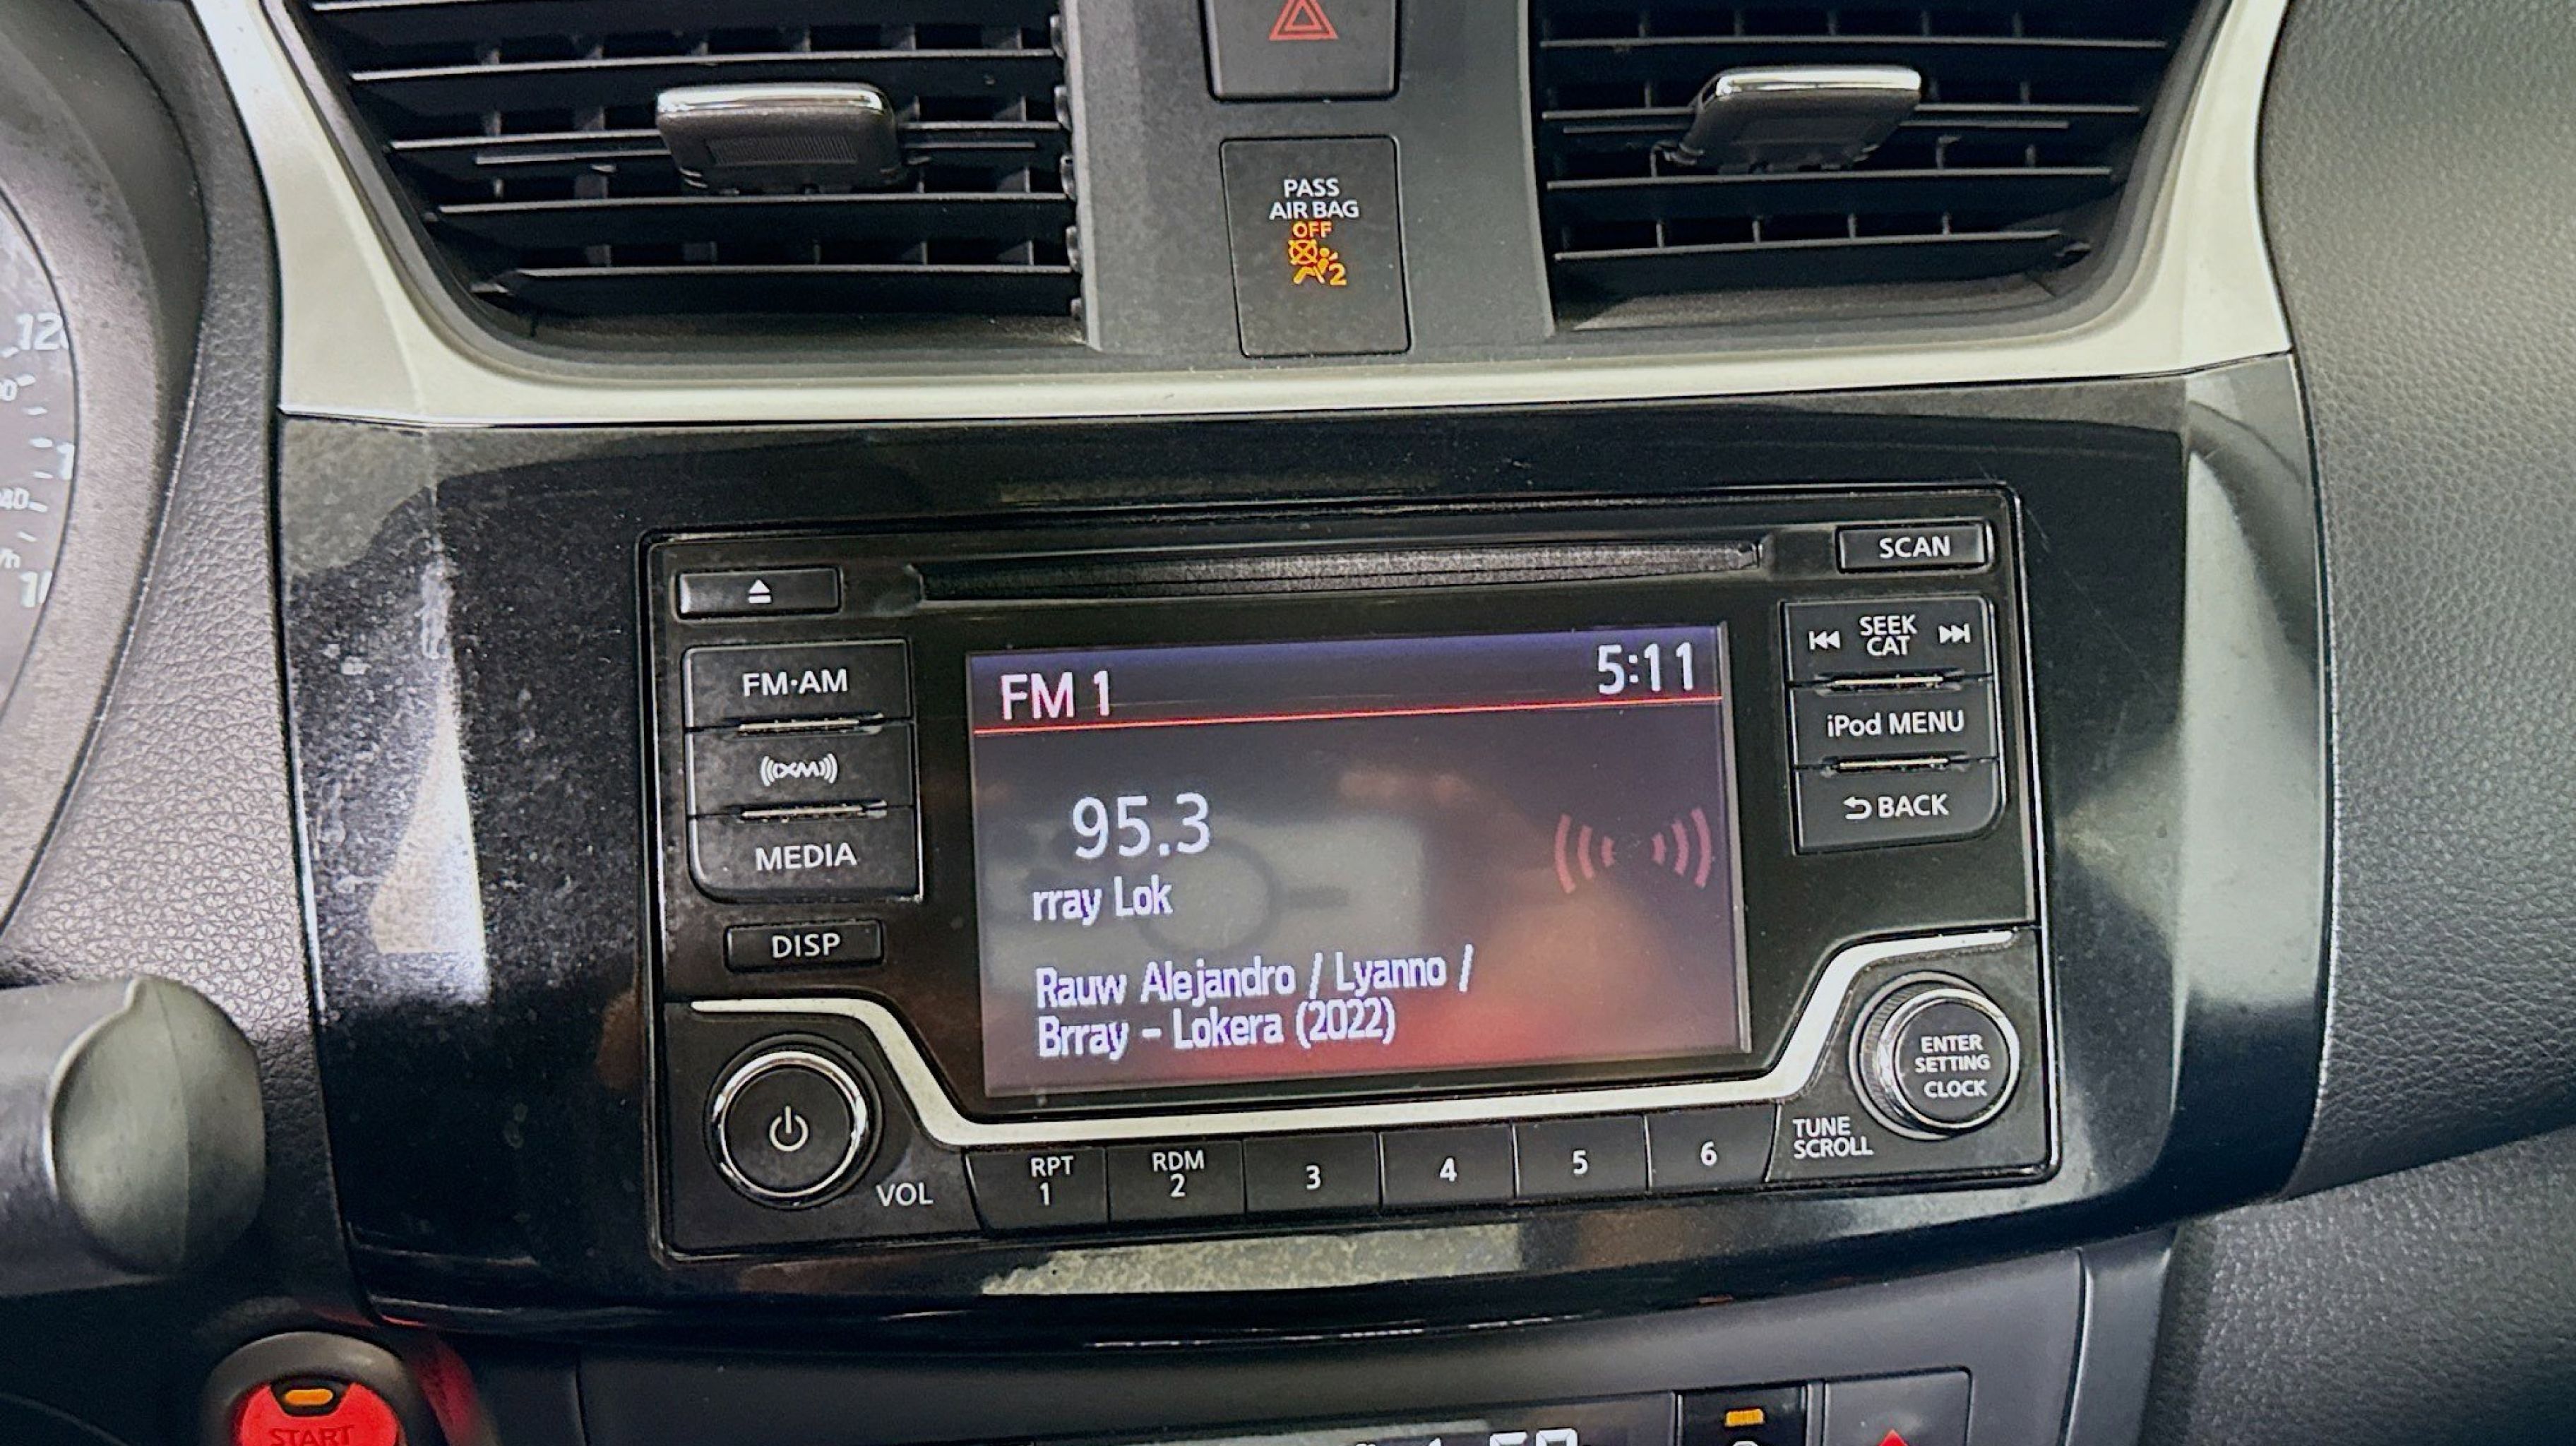 PASS
AIR BAG
OFF
2
120
SCAN
FM·AM
SEEK
CAT
FM 1
5:11
iPod MENU
(((XM)))
95.3
BACK
MEDIA
rray Lok
DISP
Rauw Alejandro / Lyanno /
Brray - Lokera (2022)
ENTER
SETTING
CLOCK
TUNE
SCROLL
VOL
RPT
1
RDM
2
3
4
5
6
START